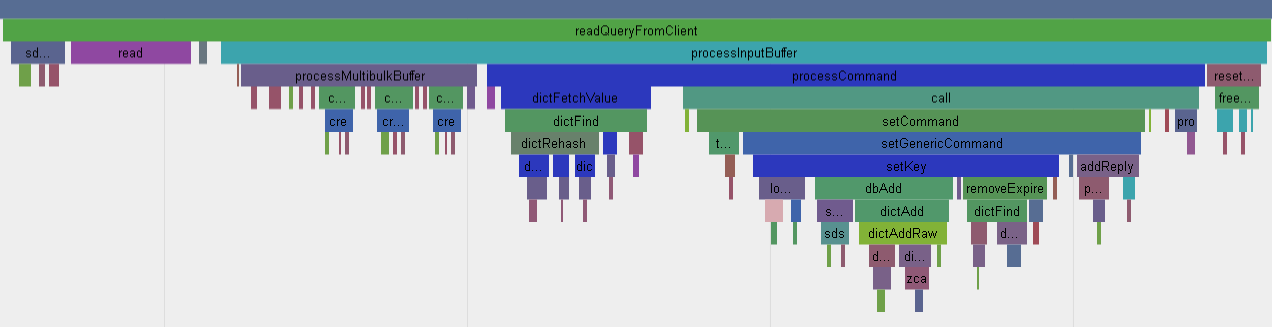 readQueryFromClient
sd... read processInputBuffer
processMultibulkBuffer processCommand reset...
c... c... c... dictFetchValue call free...
cre cr... cre dictFind setCommand pro
dictRehash t... setGenericCommand
d... dic setKey addReply
lo... dbAdd removeExpire p...
s... dictAdd dictFind
sds dictAddRaw d...
d... di...
zca